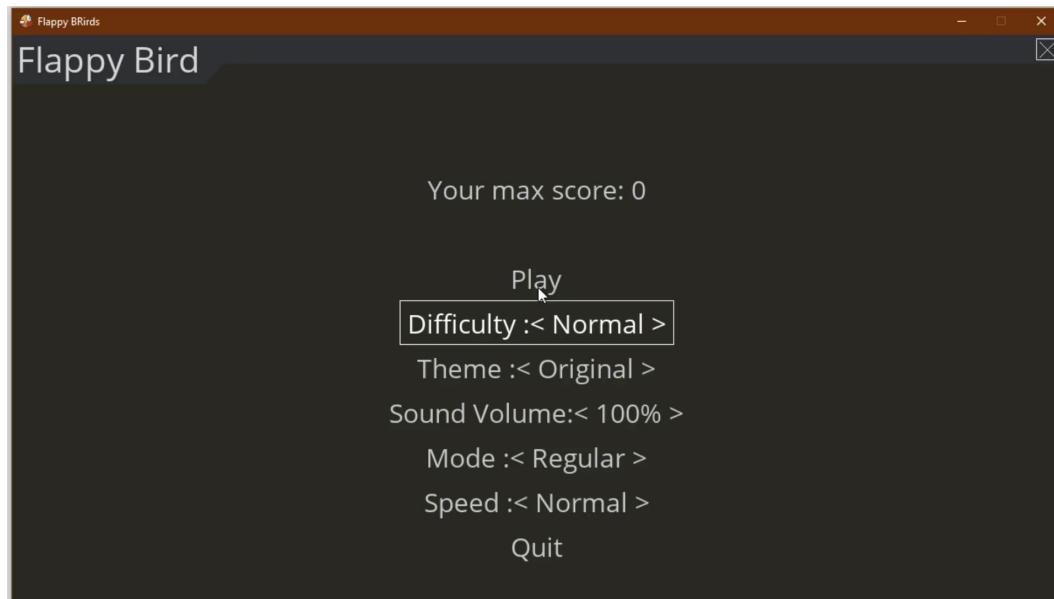 Flappy BRirds
Flappy Bird
Your max score: 0
Play
Difficulty :< Normal >
Theme :< Original >
Sound Volume:< 100% >
Mode :< Regular >
Speed :< Normal >
Quit